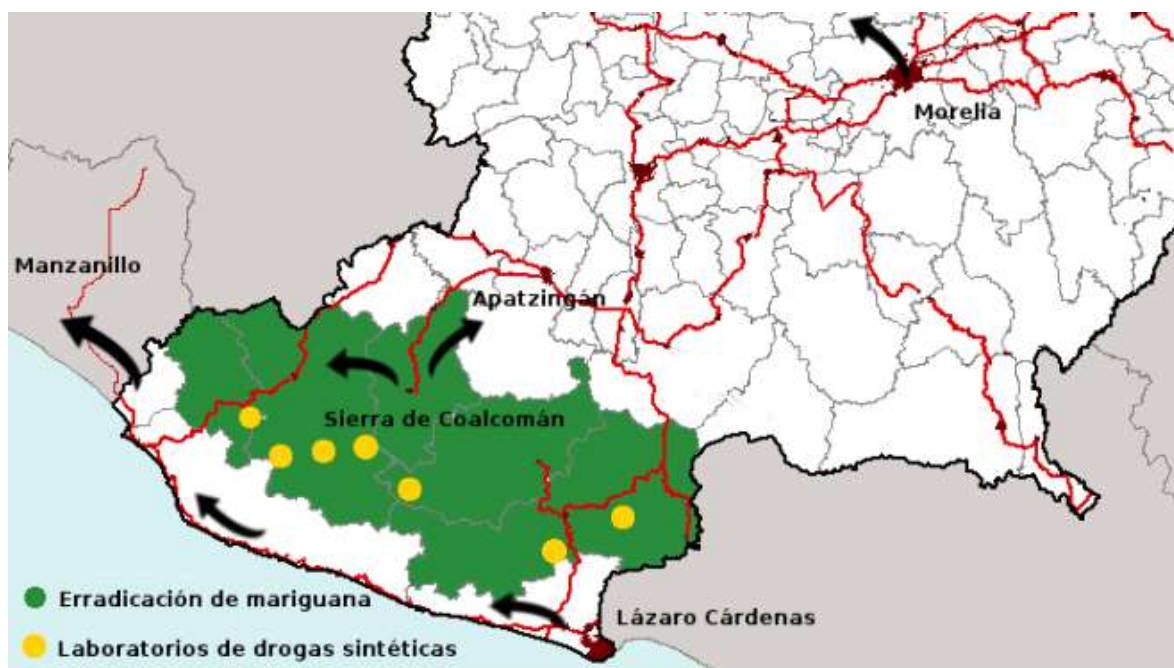 Morelia
Manzanillo
Apatzingán
Sierra de Coalcomán
Erradicación de mariguana
Lázaro Cárdenas
Laboratorios de drogas sintéticas